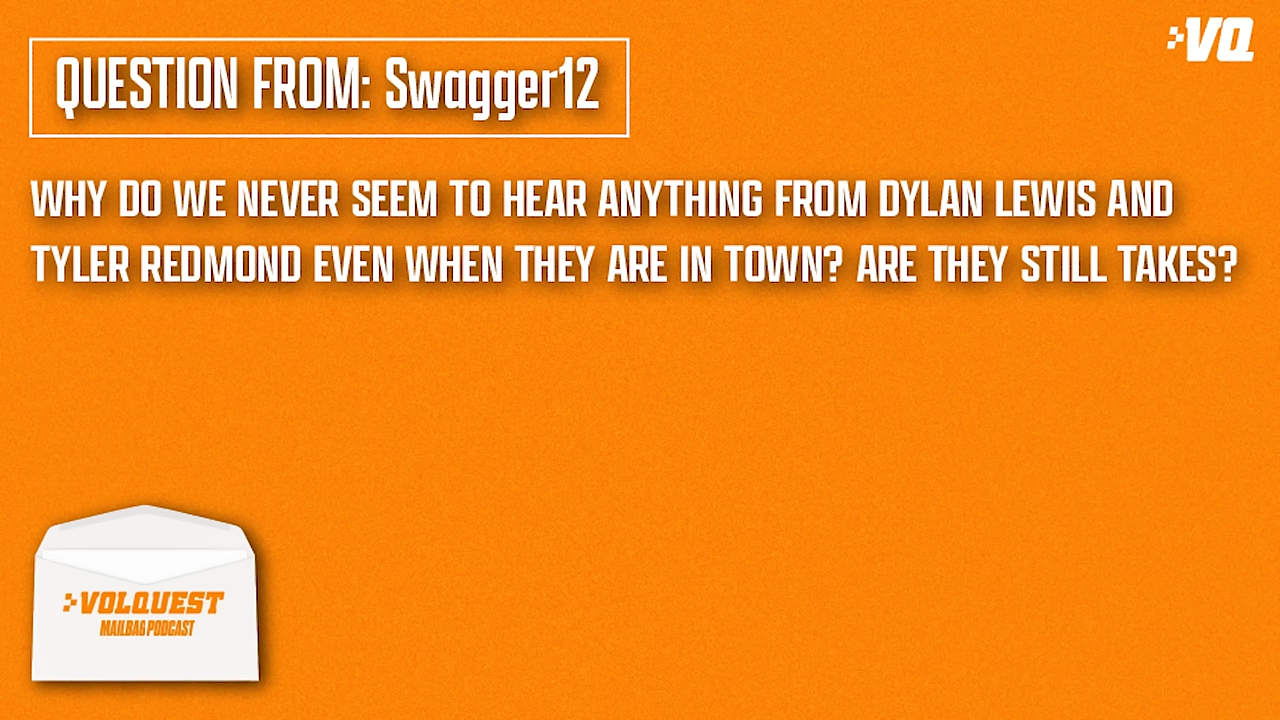 VQ
QUESTION FROM: Swagger12
WHY DO WE NEVER SEEM TO HEAR ANYTHING FROM DYLAN LEWIS AND
TYLER REDMOND EVEN WHEN THEY ARE IN TOWN? ARE THEY STILL TAKES?
VOLQUEST
MAILBAG PODCAST